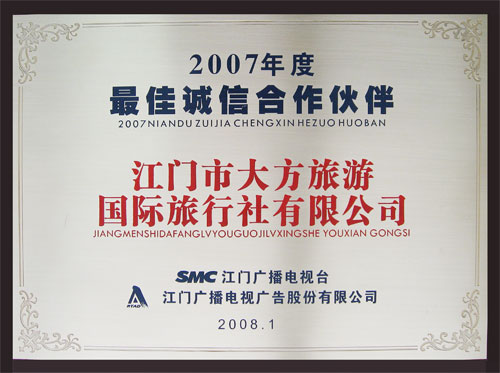 2007年度
最佳诚信合作伙伴
2007NIANDU ZUIJIA CHENGXIN HEZUO HUOBAN
江门市大方旅游
国际旅行社有限公司
JIANGMENSHIDAFANGLVYOUGUOJILVXINGSHE YOUXIAN GONGSI
SMC 江门广播电视台
江门广播电视广告股份有限公司
2008.1